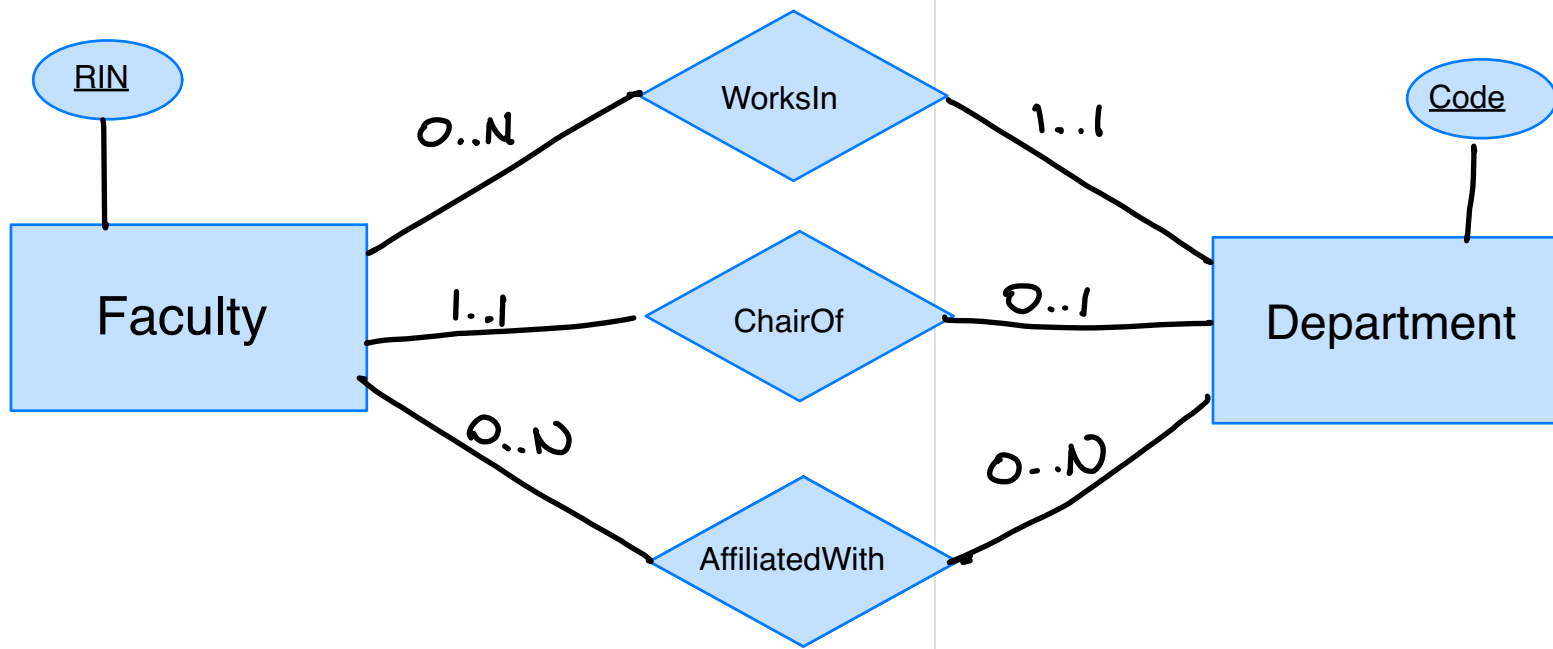 RIN
Code
WorksIn
0..N
1..1
Faculty
1..1
ChairOf
0..1
Department
0..N
0..N
AffiliatedWith